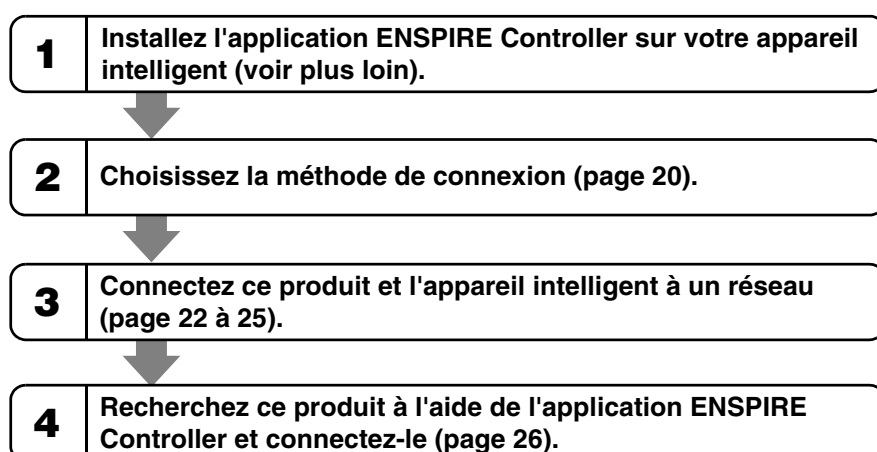 1
Installez l'application ENSPIRE Controller sur votre appareil
intelligent (voir plus loin).
2
Choisissez la méthode de connexion (page 20).
3
Connectez ce produit et l'appareil intelligent à un réseau
(page 22 à 25).
4
Recherchez ce produit à l'aide de l'application ENSPIRE
Controller et connectez-le (page 26).